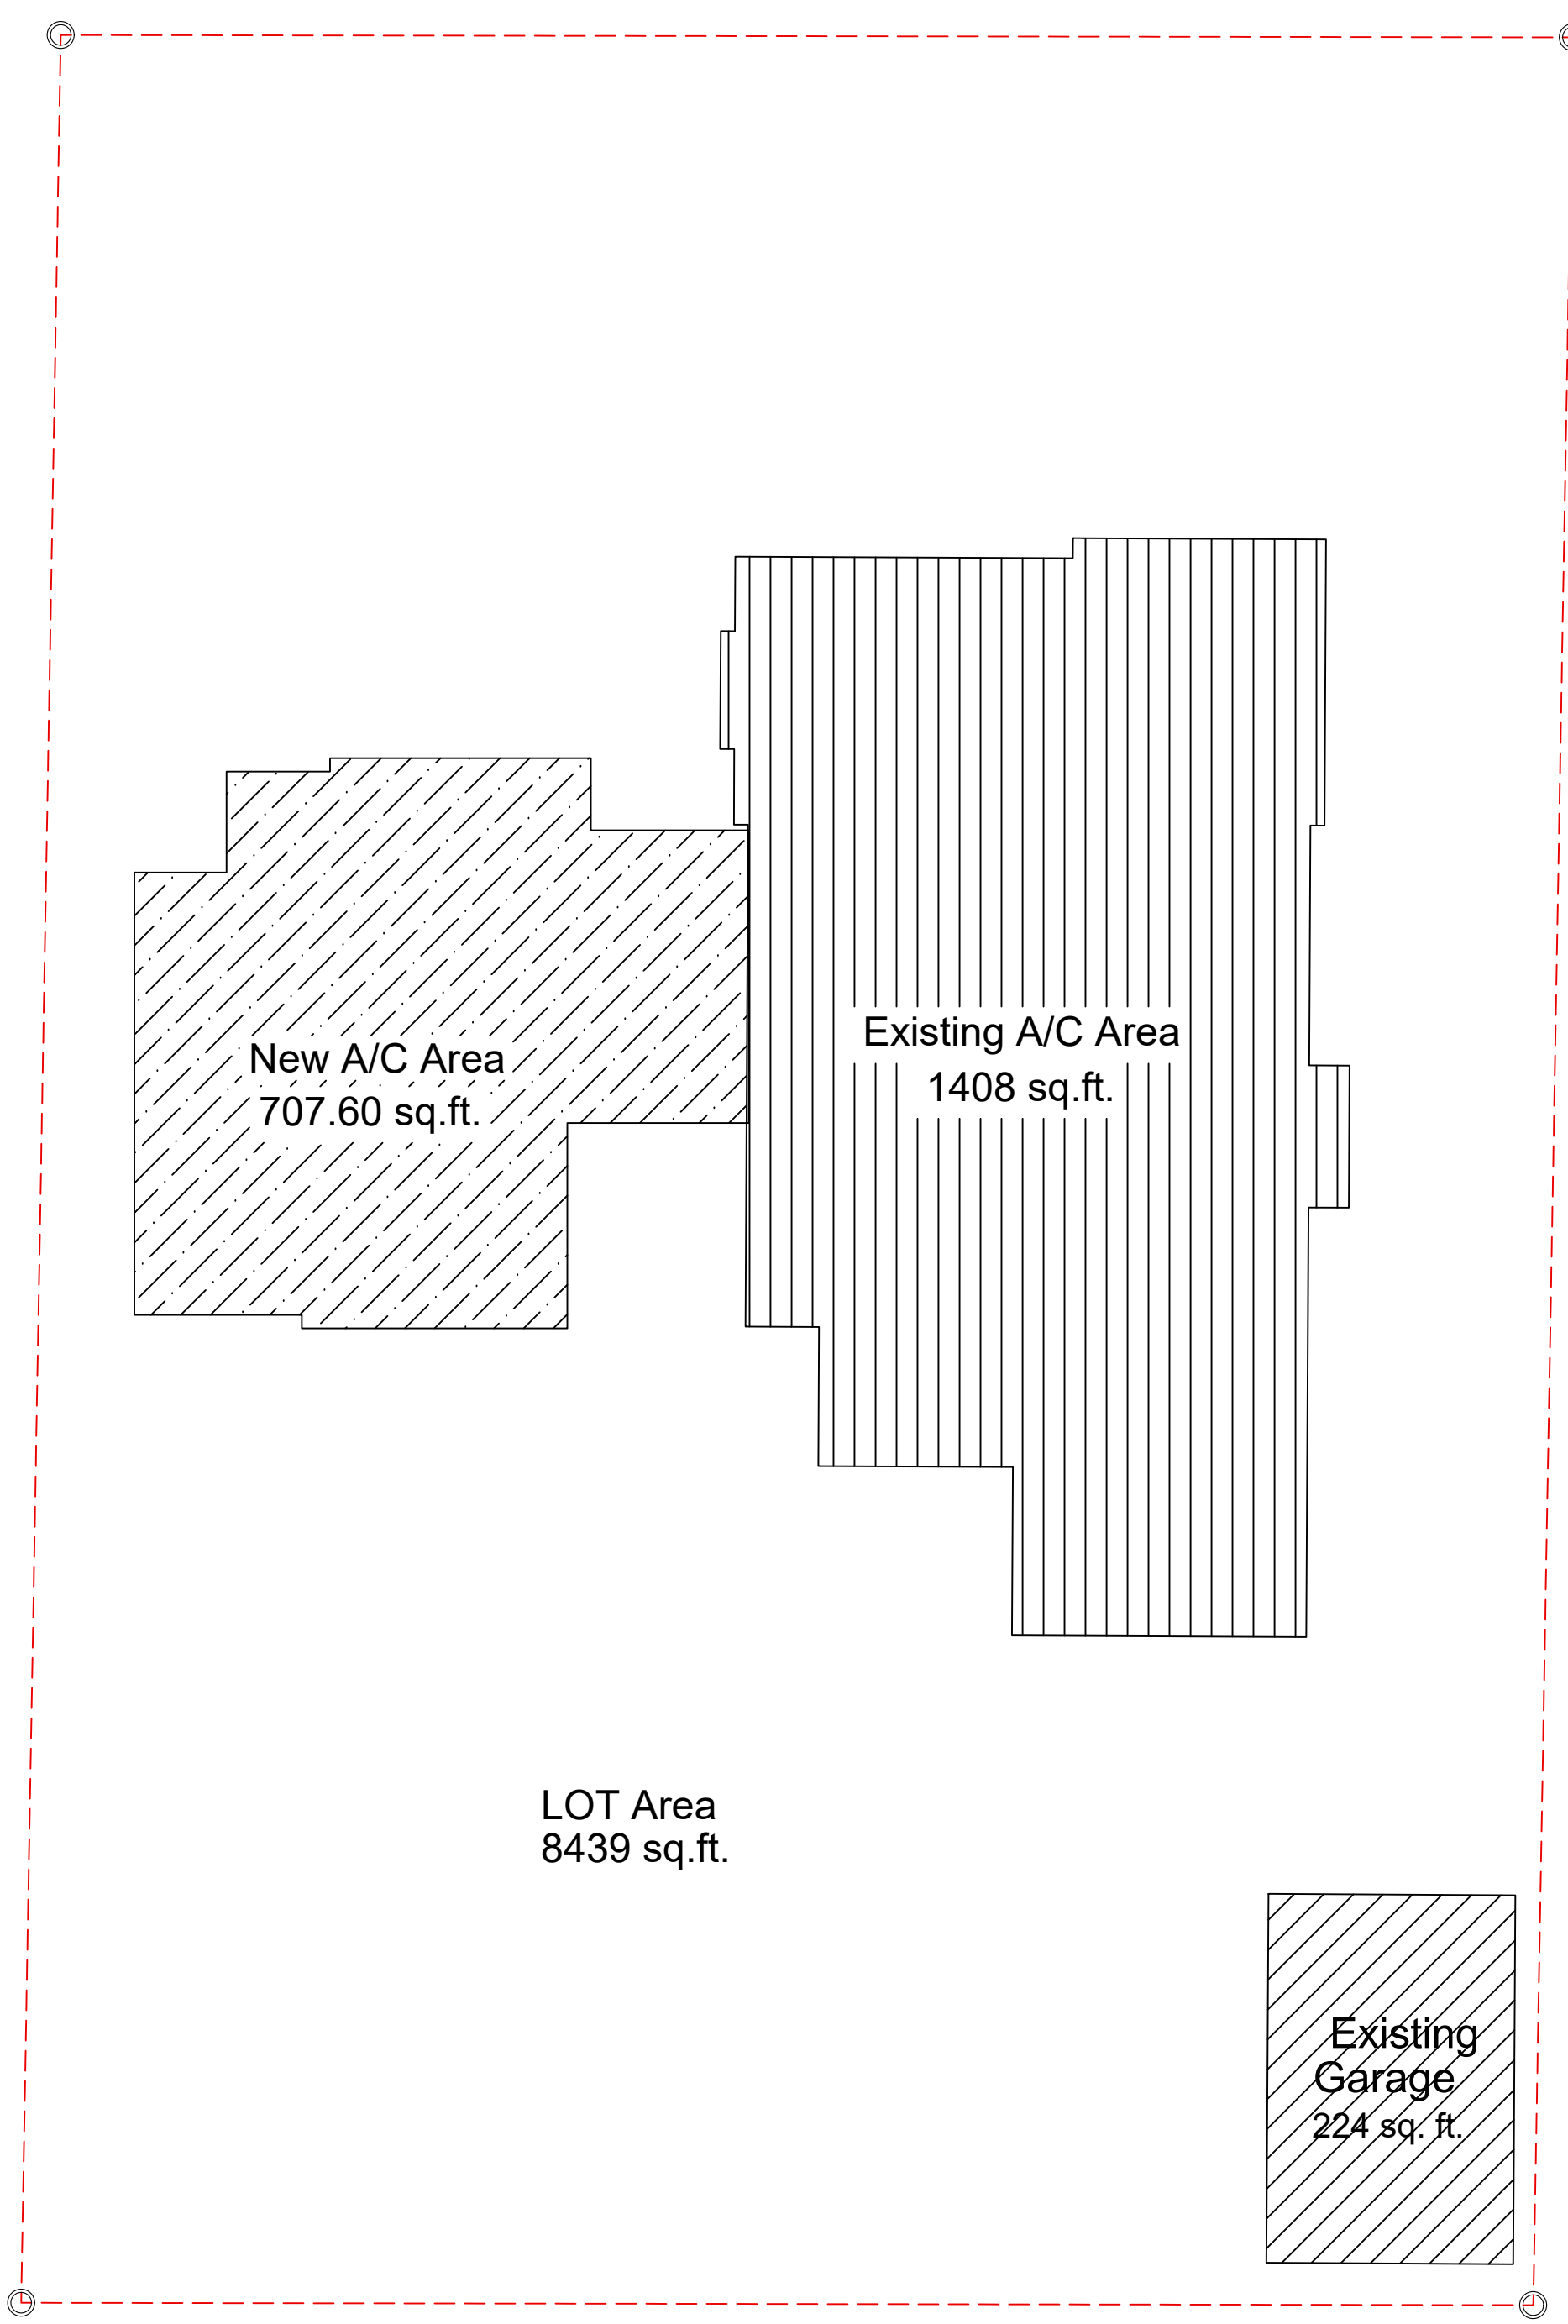 Existing A/C Area
1408 sq.ft.
New A/C Area
707.60 sq.ft.
LOT Area
8439 sq.ft.
Existing
Garage
224 sq. ft.